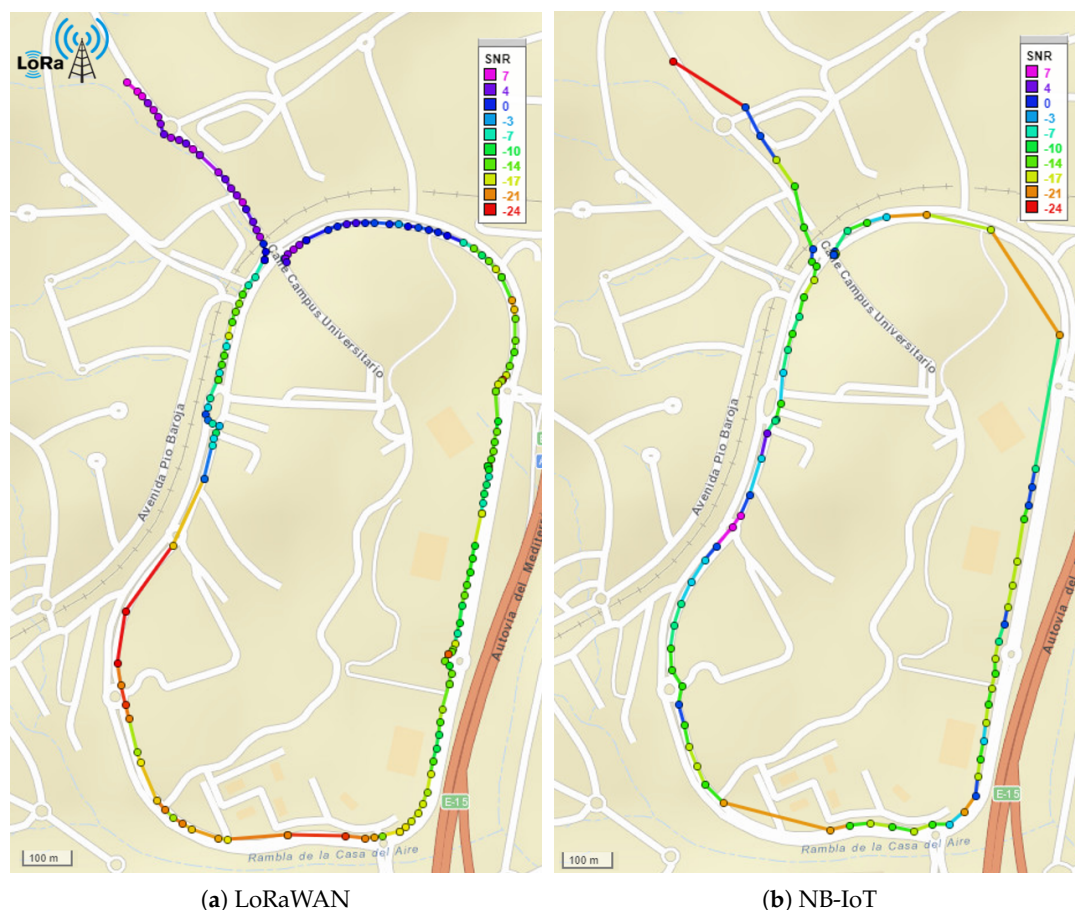 LoRa
SNR
7
4
0
-3
-7
-10
-14
-17
-21
-24
Calle Campus Universitario
Avenida Pío Baroja
Autovía del Mediterr
E-15
Rambla de la Casa del Aire
100 m
(a) LoRaWAN
SNR
7
4
0
-3
-7
-10
-14
-17
-21
-24
Calle Campus Universitario
Avenida Pío Baroja
Autovía del M
E-15
Rambla de la Casa del Aire
100 m
(b) NB-IoT